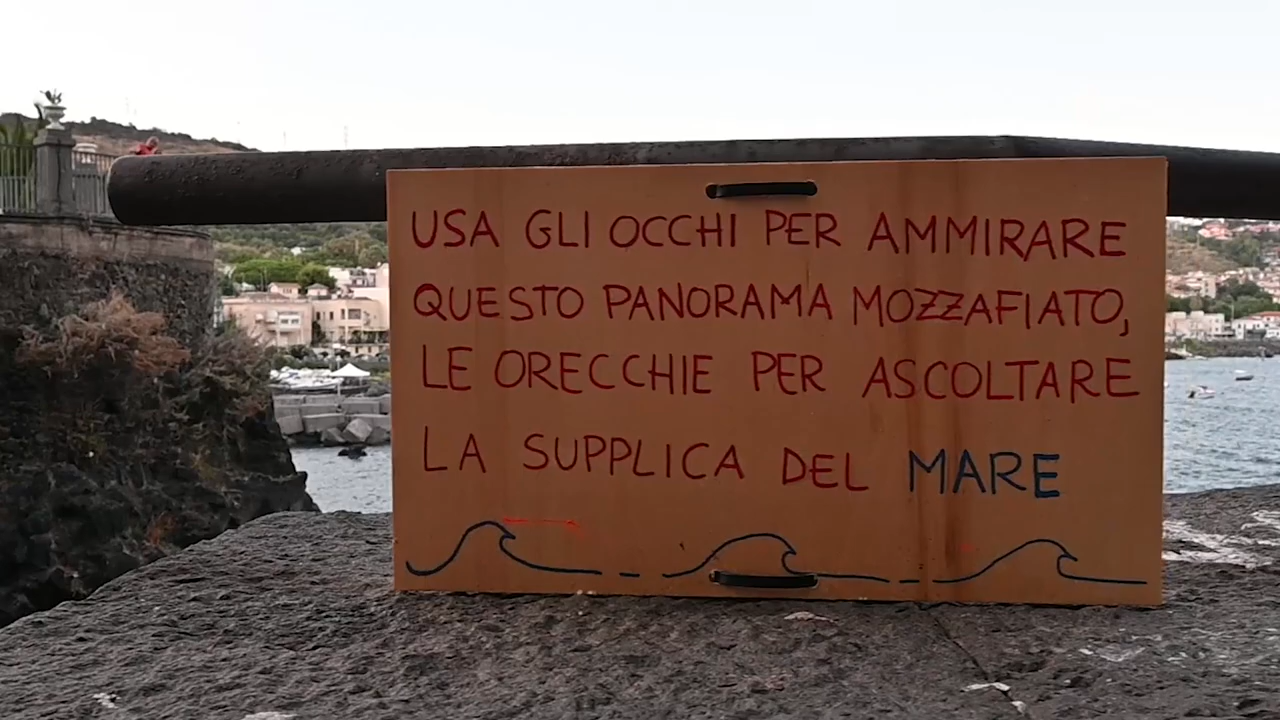 USA GLI OCCHI PER AMMIRARE
QUESTO PANORAMA MOZZAFIATO,
LE ORECCHIE PER ASCOLTARE
LA SUPPLICA DEL MARE